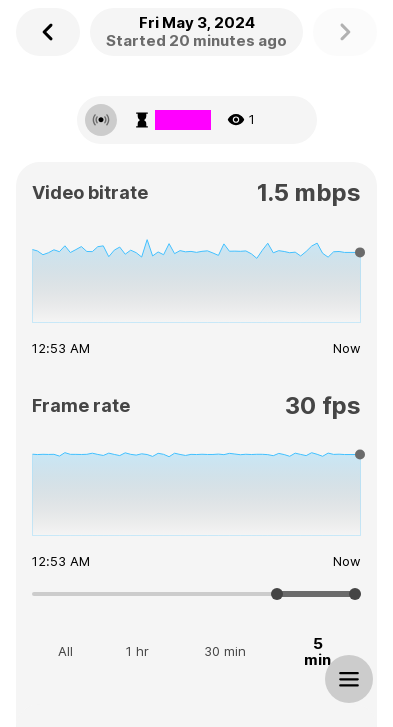 Fri May 3, 2024
Started 20 minutes ago
1
Video bitrate 1.5 mbps
12:53 AM Now
Frame rate 30 fps
12:53 AM Now
All 1 hr 30 min 5 min